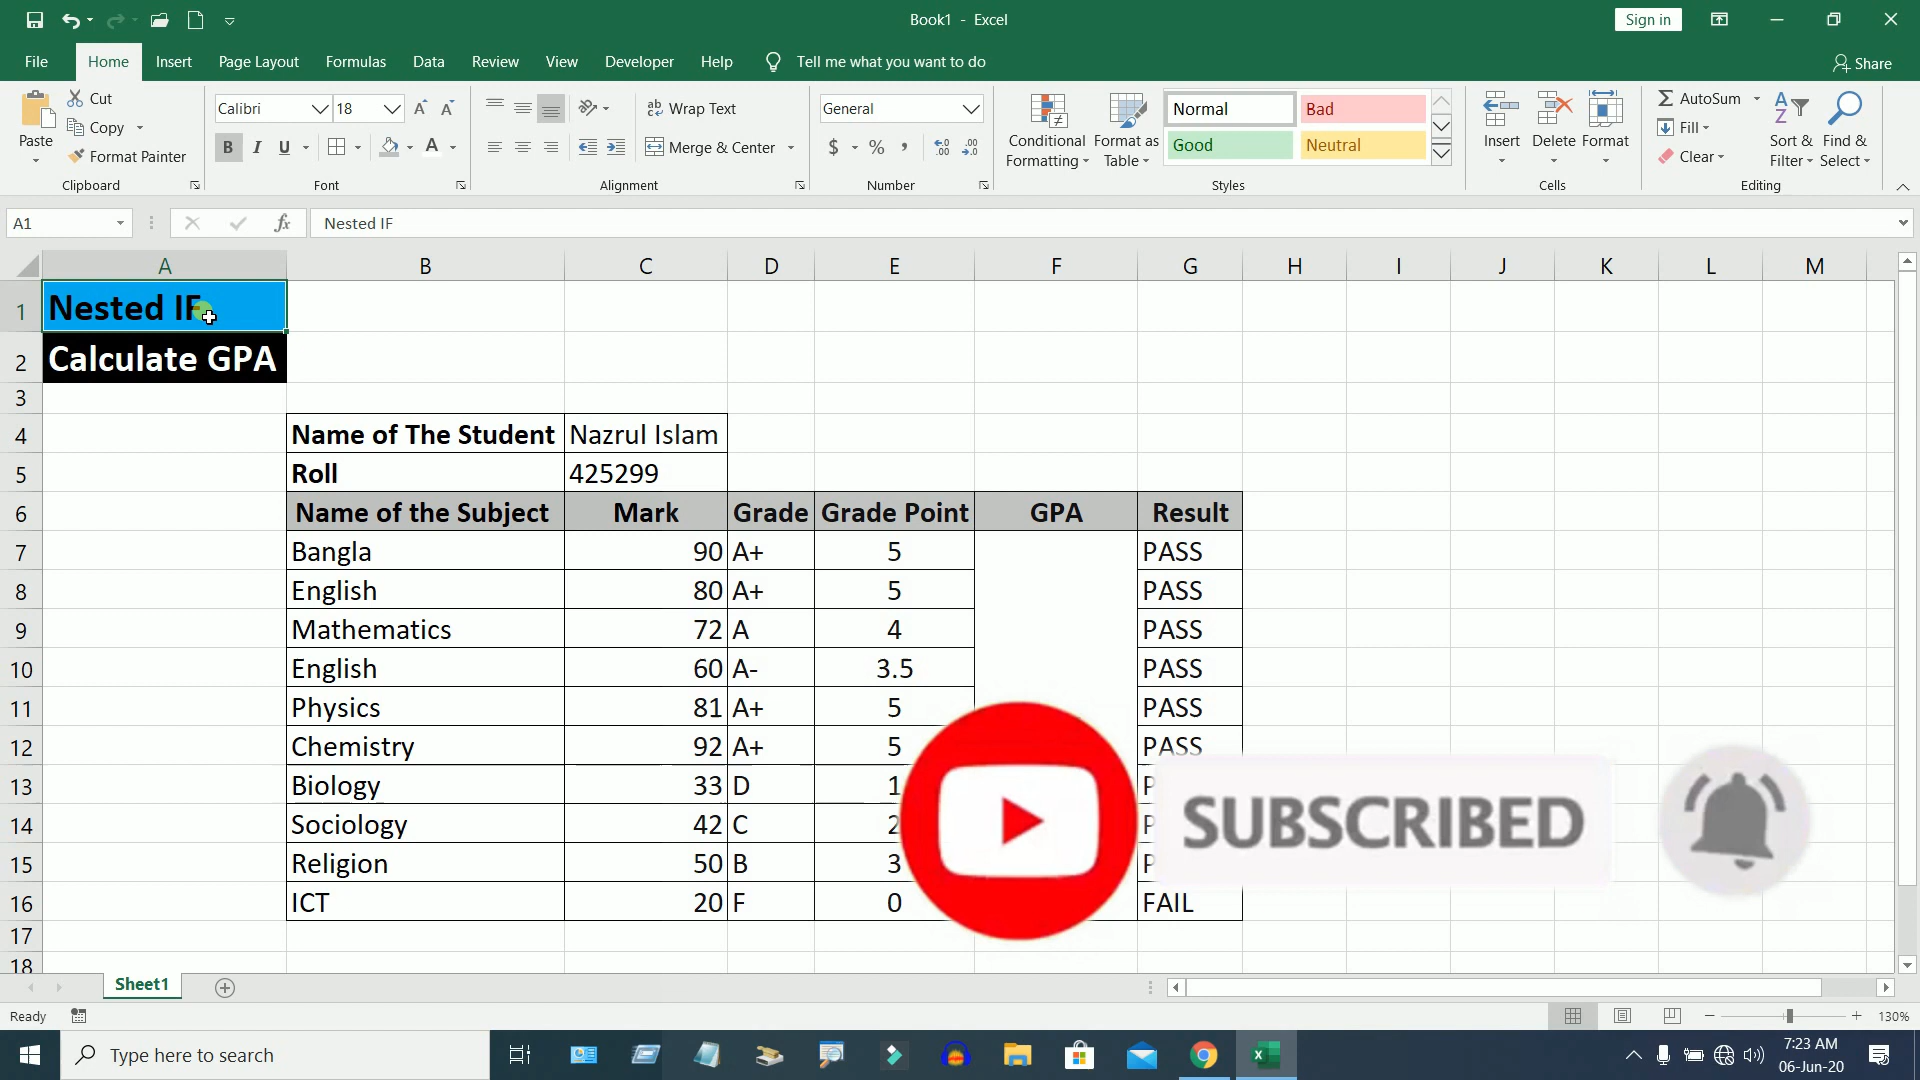 Book1 - Excel
Sign in
File Home Insert Page Layout Formulas Data Review View Developer Help Tell me what you want to do Share
Paste
Cut
Copy
Format Painter
Clipboard
Calibri 18
B I U
Font
Wrap Text
Merge & Center
Alignment
General
$ % ,
Number
Conditional Formatting
Format as Table
Normal Bad
Good Neutral
Styles
Insert Delete Format
Cells
AutoSum
Fill
Clear
Sort & Filter
Find & Select
Editing
A1 fx Nested IF
A B C D E F G H I J K L M
1 Nested IF
2 Calculate GPA
3
4 Name of The Student Nazrul Islam
5 Roll 425299
6 Name of the Subject Mark Grade Grade Point GPA Result
7 Bangla 90 A+ 5 PASS
8 English 80 A+ 5 PASS
9 Mathematics 72 A 4 PASS
10 English 60 A- 3.5 PASS
11 Physics 81 A+ 5 PASS
12 Chemistry 92 A+ 5 PASS
13 Biology 33 D 1 P
14 Sociology 42 C 2 P
15 Religion 50 B 3 P
16 ICT 20 F 0 FAIL
17
18
SUBSCRIBED
Sheet1
Ready 130%
Type here to search
7:23 AM
06-Jun-20